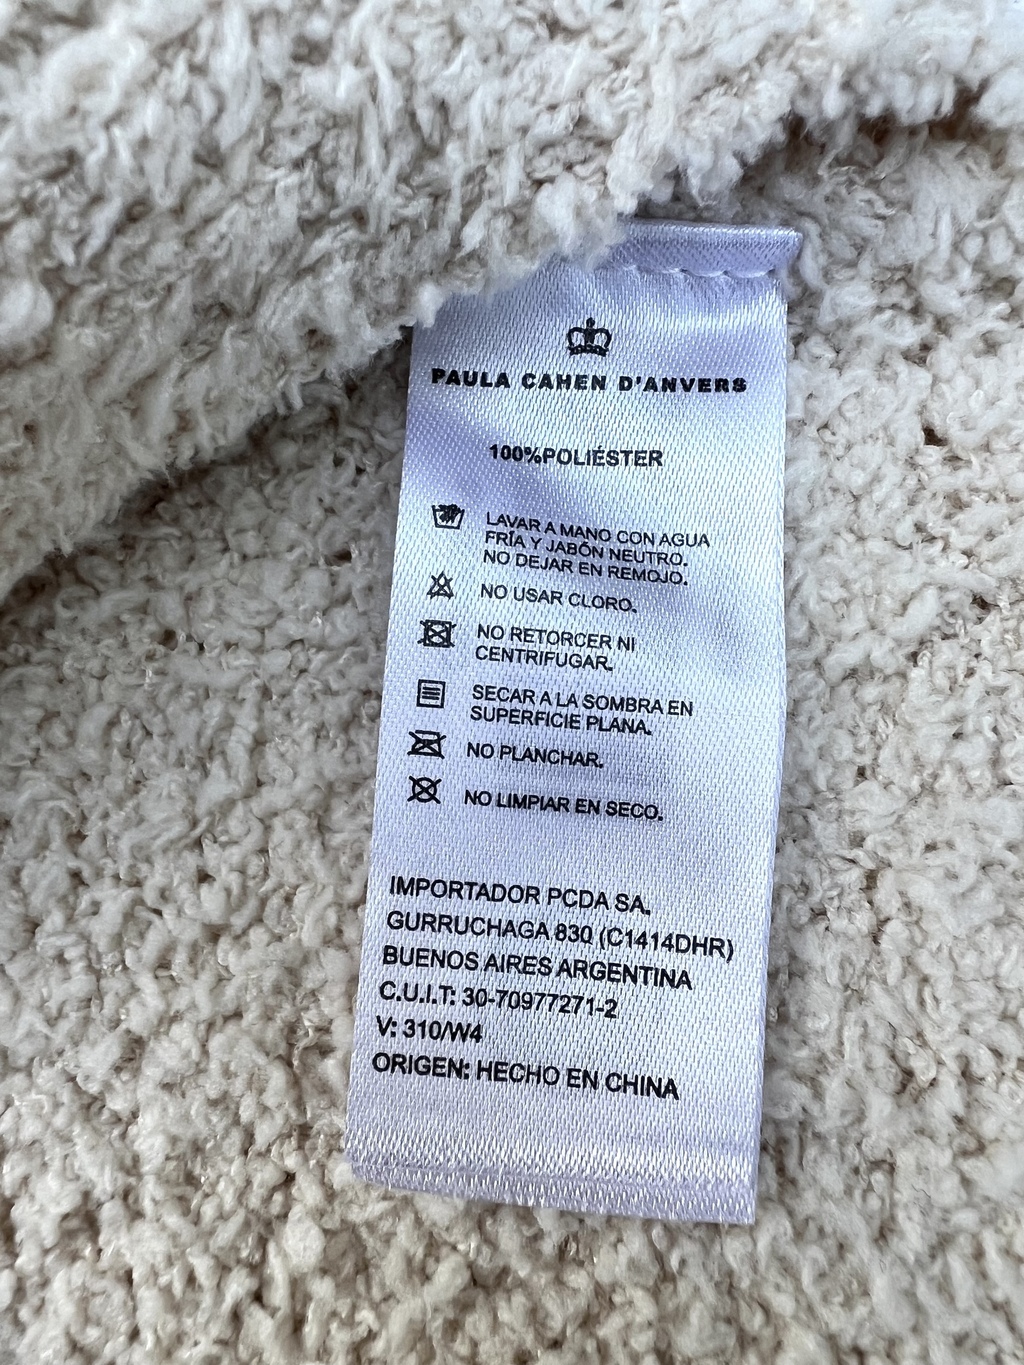 PAULA CAHEN D'ANVERS
100%POLIÉSTER
LAVAR A MANO CON AGUA
FRÍA Y JABÓN NEUTRO.
NO DEJAR EN REMOJO.
NO USAR CLORO.
NO RETORCER NI
CENTRIFUGAR.
SECAR A LA SOMBRA EN
SUPERFICIE PLANA.
NO PLANCHAR.
NO LIMPIAR EN SECO.
IMPORTADOR PCDA SA.
GURRUCHAGA 830 (C1414DHR)
BUENOS AIRES ARGENTINA
C.U.I.T: 30-70977271-2
V: 310/W4
ORIGEN: HECHO EN CHINA